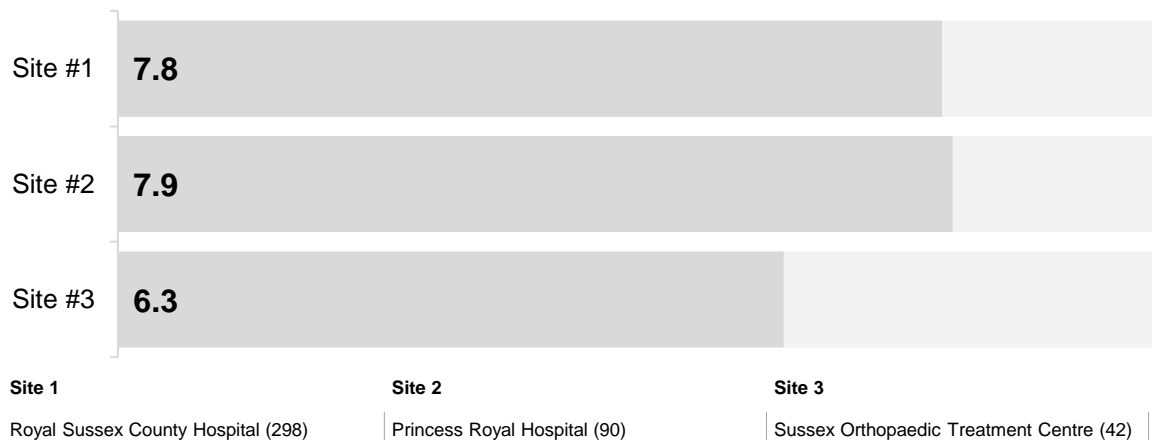 Site #1 7.8
Site #2 7.9
Site #3 6.3
Site 1 Site 2 Site 3
Royal Sussex County Hospital (298) Princess Royal Hospital (90) Sussex Orthopaedic Treatment Centre (42)